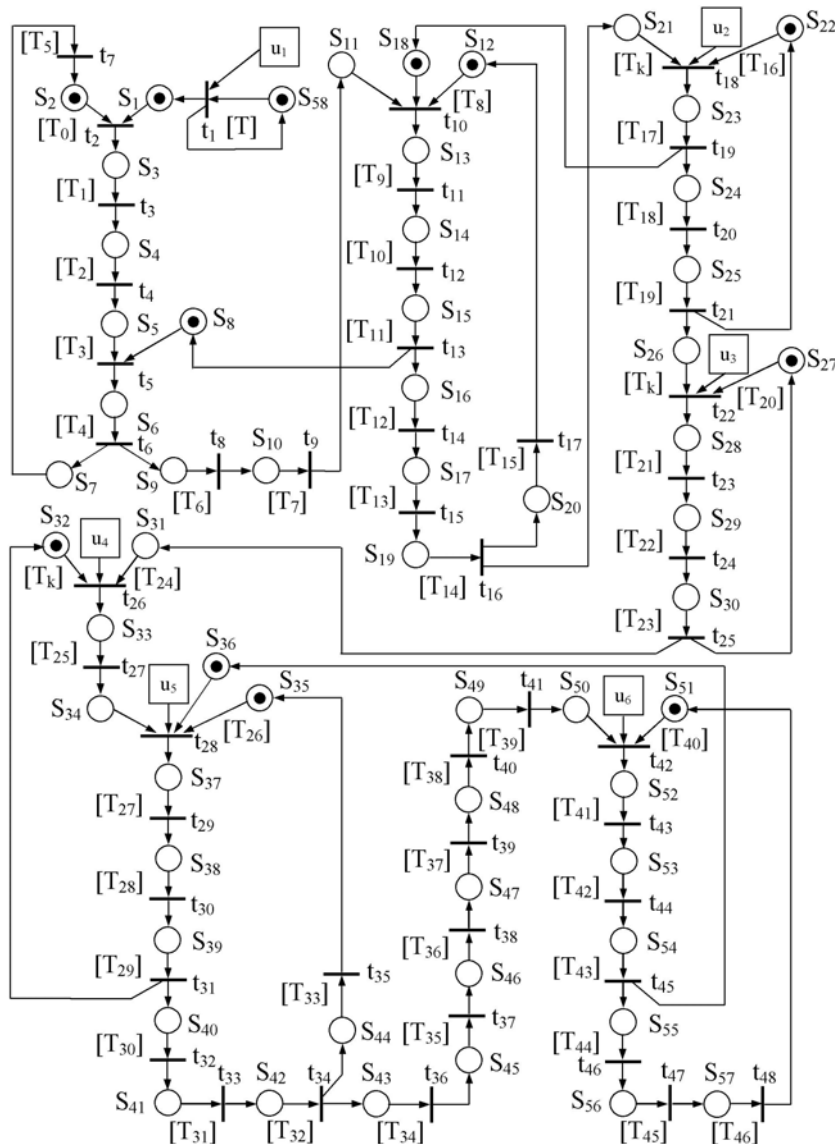 S₁₁ S₁₈ S₁₂ S₂₁ u₂ S₂₂
[T₅] t₇ u₁
S₂ S₁ S₅₈ [Tₖ] t₁₈ [T₁₆]
[T₀] t₂ t₁ [T] [T₈] t₁₀ S₂₃
S₃ S₁₃ [T₁₇] t₁₉
[T₁] t₃ [T₉] t₁₁ S₂₄
S₄ S₁₄ [T₁₈] t₂₀
[T₂] t₄ [T₁₀] t₁₂ S₂₅
S₅ S₈ S₁₅ [T₁₉] t₂₁
[T₃] t₅ [T₁₁] t₁₃ S₂₆ u₃ S₂₇
S₆ S₁₆ [Tₖ] t₂₂ [T₂₀]
[T₄] t₆ t₈ S₁₀ t₉ [T₁₂] t₁₄ t₁₇ S₂₈
S₇ S₉ [T₆] [T₇] S₁₇ [T₁₅] [T₂₁] t₂₃
[T₁₃] t₁₅ S₂₀ S₂₉
S₃₂ u₄ S₃₁ S₁₉ [T₁₄] t₁₆ [T₂₂] t₂₄
[Tₖ] t₂₆ [T₂₄] S₃₀
S₃₃ [T₂₃] t₂₅
[T₂₅] t₂₇ u₅ S₃₆ S₃₅ S₄₉ t₄₁ S₅₀ u₆ S₅₁
S₃₄ t₂₈ [T₂₆] [T₃₉] t₄₂ [T₄₀]
S₃₇ [T₃₈] t₄₀ S₅₂
[T₂₇] t₂₉ S₄₈ [T₄₁] t₄₃
S₃₈ [T₃₇] t₃₉ S₅₃
[T₂₈] t₃₀ S₄₇ [T₄₂] t₄₄
S₃₉ [T₃₆] t₃₈ S₅₄
[T₂₉] t₃₁ t₃₅ S₄₆ [T₄₃] t₄₅
S₄₀ [T₃₃] [T₃₅] t₃₇ S₅₅
[T₃₀] t₃₂ S₄₄ S₄₅ [T₄₄] t₄₆
S₄₁ t₃₃ S₄₂ t₃₄ S₄₃ t₃₆ S₅₆ t₄₇ S₅₇ t₄₈
[T₃₁] [T₃₂] [T₃₄] [T₄₅] [T₄₆]